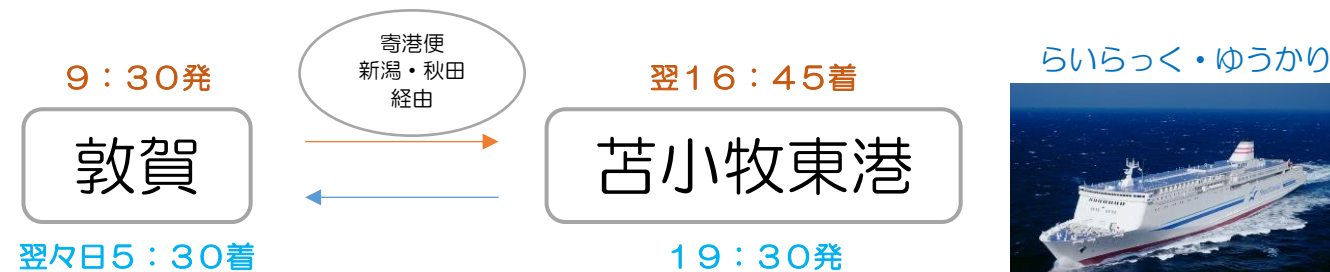 寄港便
新潟・秋田
経由
9：30発
翌16：45着
らいらっく・ゆうかり
敦賀
苫小牧東港
翌々日5：30着
19：30発